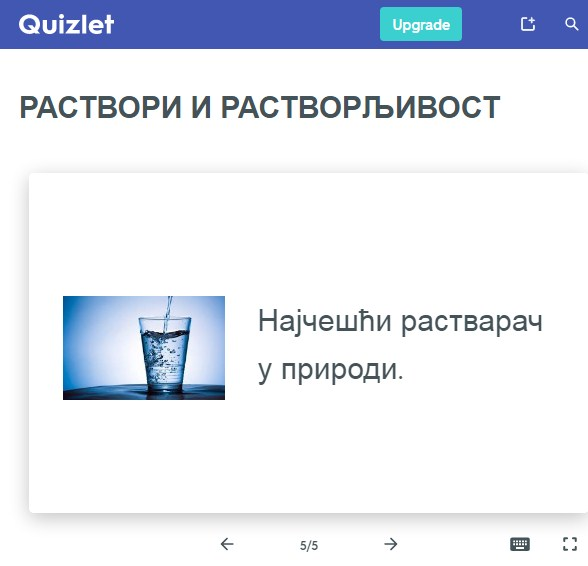 Quizlet
Upgrade
РАСТВОРИ И РАСТВОРЉИВОСТ
Најчешћи растварач
у природи.
5/5